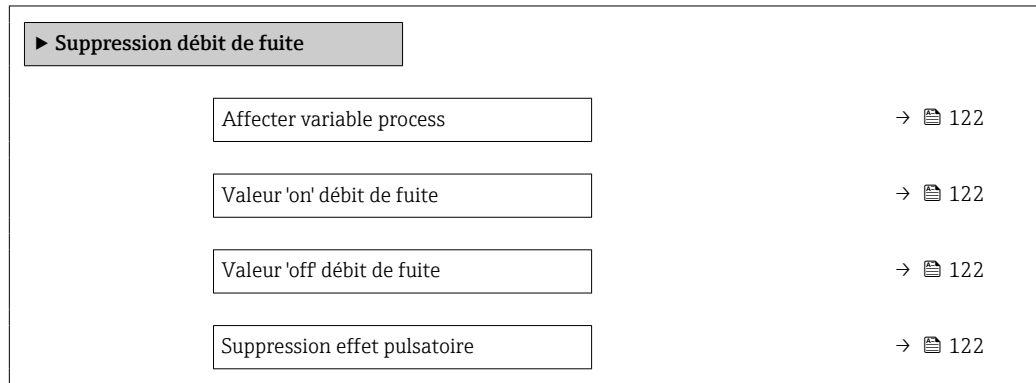 ▶ Suppression débit de fuite
Affecter variable process → 122
Valeur 'on' débit de fuite → 122
Valeur 'off' débit de fuite → 122
Suppression effet pulsatoire → 122